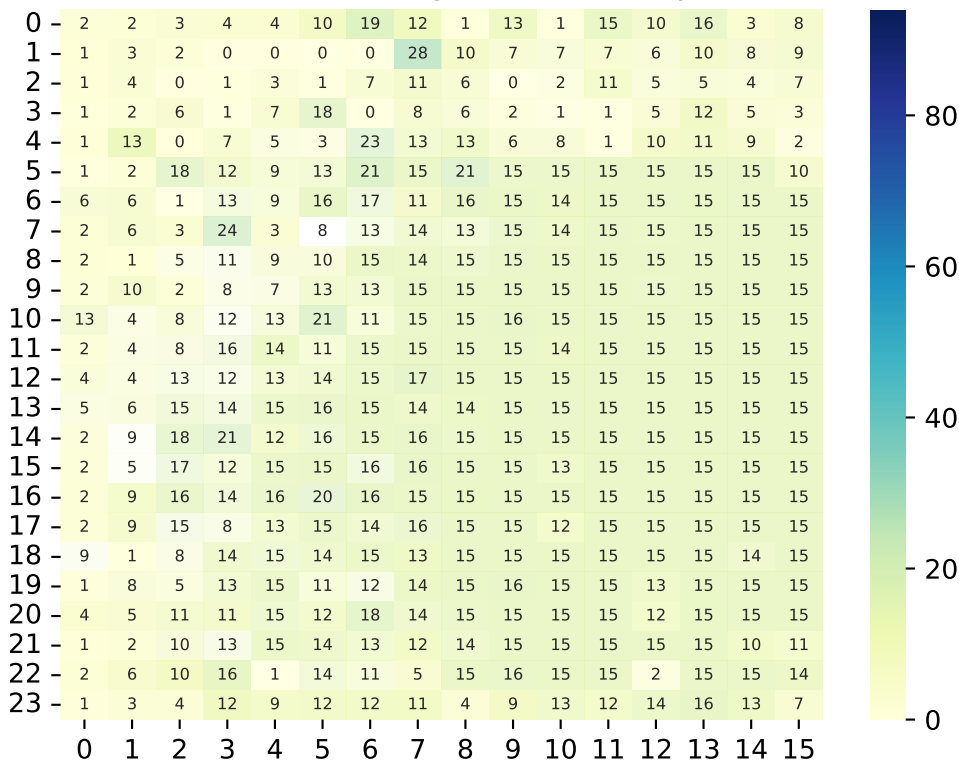 0 2 2 3 4 4 10 19 12 1 13 1 15 10 16 3 8
1 1 3 2 0 0 0 0 28 10 7 7 7 6 10 8 9
2 1 4 0 1 3 1 7 11 6 0 2 11 5 5 4 7
3 1 2 6 1 7 18 0 8 6 2 1 1 5 12 5 3
4 1 13 0 7 5 3 23 13 13 6 8 1 10 11 9 2
5 1 2 18 12 9 13 21 15 21 15 15 15 15 15 15 10
6 6 6 1 13 9 16 17 11 16 15 14 15 15 15 15 15
7 2 6 3 24 3 8 13 14 13 15 14 15 15 15 15 15
8 2 1 5 11 9 10 15 14 15 15 15 15 15 15 15 15
9 2 10 2 8 7 13 13 15 15 15 15 15 15 15 15 15
10 13 4 8 12 13 21 11 15 15 16 15 15 15 15 15 15
11 2 4 8 16 14 11 15 15 15 15 14 15 15 15 15 15
12 4 4 13 12 13 14 15 17 15 15 15 15 15 15 15 15
13 5 6 15 14 15 16 15 14 14 15 15 15 15 15 15 15
14 2 9 18 21 12 16 15 16 15 15 15 15 15 15 15 15
15 2 5 17 12 15 15 16 16 15 15 13 15 15 15 15 15
16 2 9 16 14 16 20 16 15 15 15 15 15 15 15 15 15
17 2 9 15 8 13 15 14 16 15 15 12 15 15 15 15 15
18 9 1 8 14 15 14 15 13 15 15 15 15 15 15 14 15
19 1 8 5 13 15 11 12 14 15 16 15 15 13 15 15 15
20 4 5 11 11 15 12 18 14 15 15 15 15 12 15 15 15
21 1 2 10 13 15 14 13 12 14 15 15 15 15 15 10 11
22 2 6 10 16 1 14 11 5 15 16 15 15 2 15 15 14
23 1 3 4 12 9 12 12 11 4 9 13 12 14 16 13 7
0 1 2 3 4 5 6 7 8 9 10 11 12 13 14 15
80
60
40
20
0